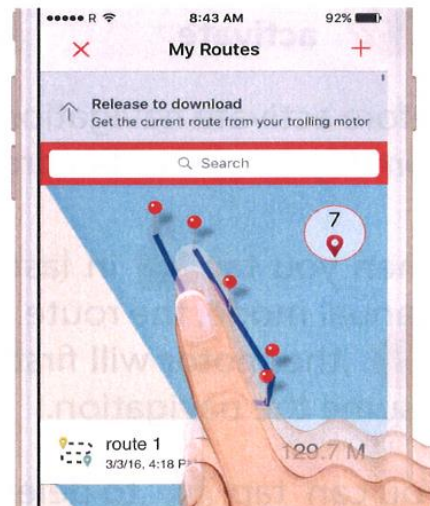 R 8:43 AM 92%
My Routes
Release to download
Get the current route from your trolling motor
Search
7
route 1
3/3/16, 4:18 P
129.7 M